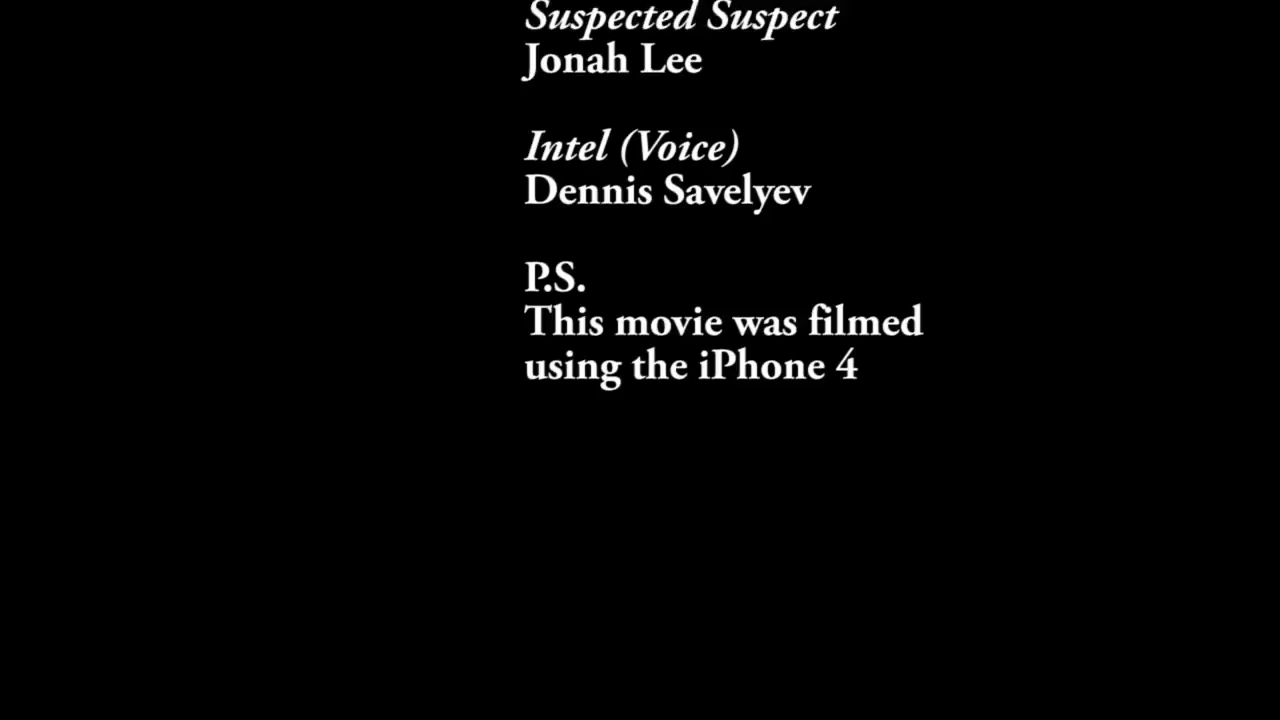 Suspected Suspect
Jonah Lee
Intel (Voice)
Dennis Savelyev
P.S.
This movie was filmed
using the iPhone 4